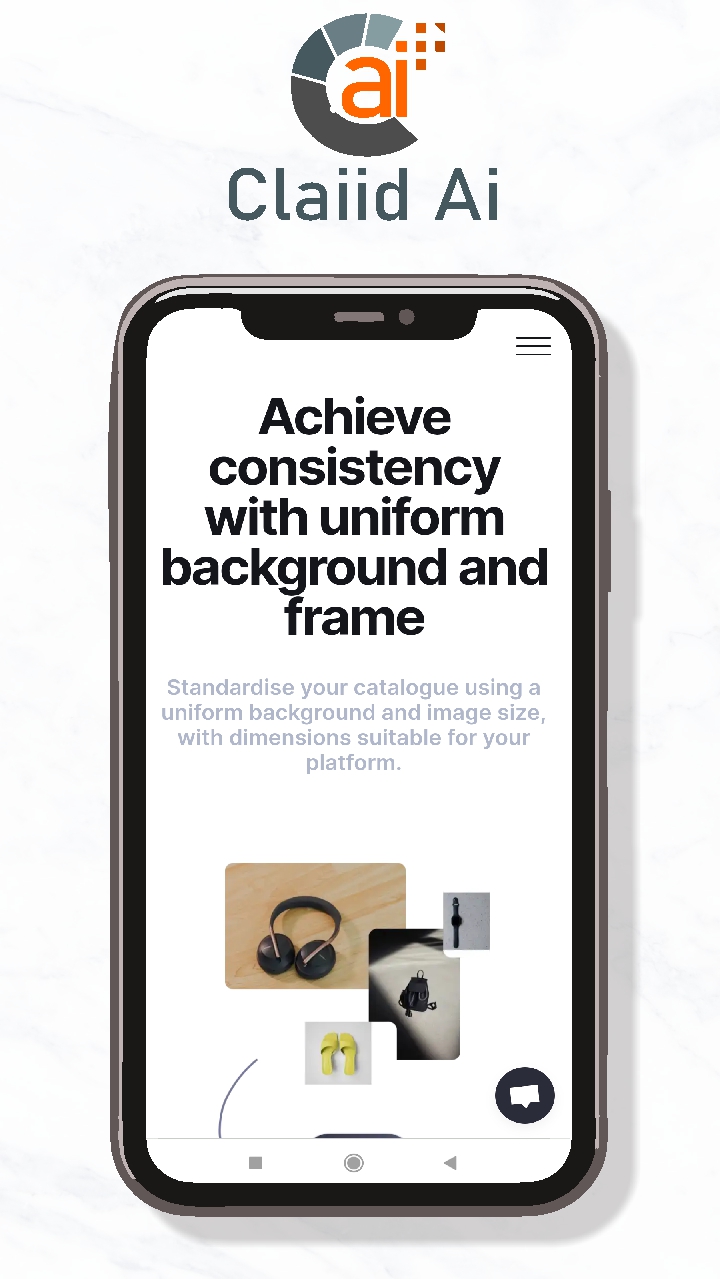 ai
Claiid Ai
Achieve
consistency
with uniform
background and
frame
Standardise your catalogue using a
uniform background and image size,
with dimensions suitable for your
platform.